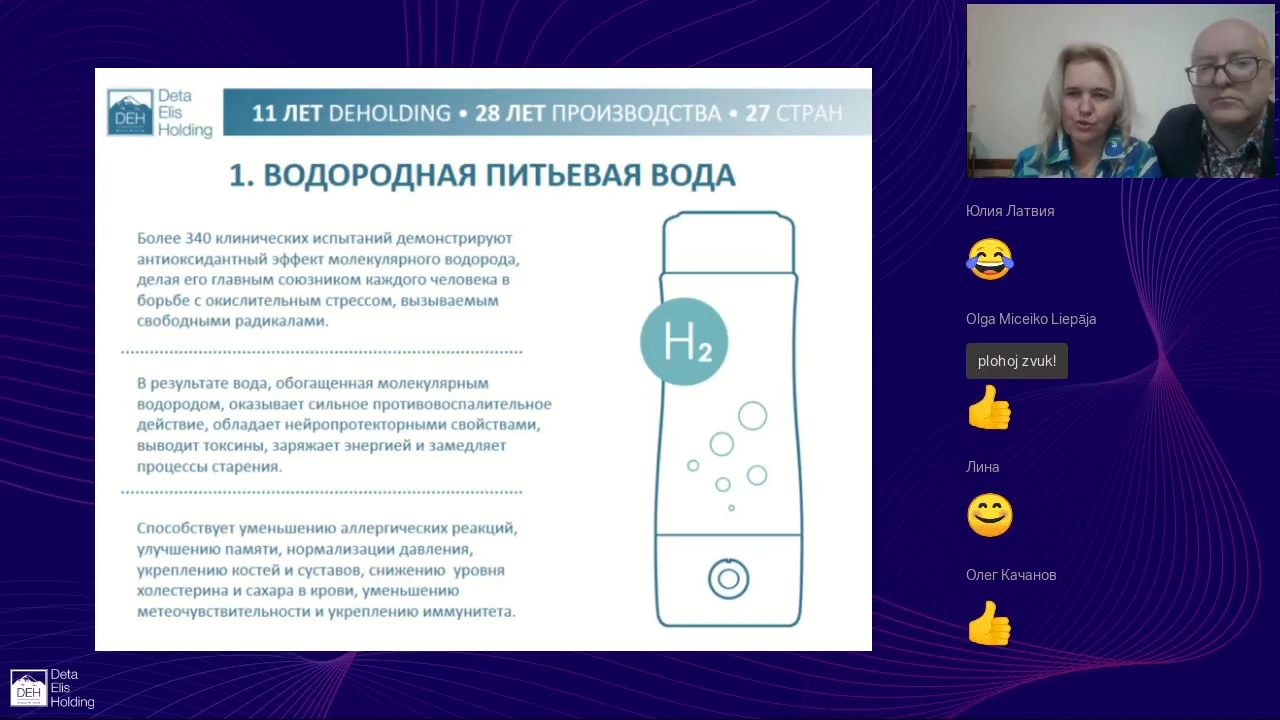 Deta
Elis
Holding
DEH
11 ЛЕТ DEHOLDING • 28 ЛЕТ ПРОИЗВОДСТВА • 27 СТРАН
1. ВОДОРОДНАЯ ПИТЬЕВАЯ ВОДА
Более 340 клинических испытаний демонстрируют
антиоксидантный эффект молекулярного водорода,
делая его главным союзником каждого человека в
борьбе с окислительным стрессом, вызываемым
свободными радикалами.
В результате вода, обогащенная молекулярным
водородом, оказывает сильное противовоспалительное
действие, обладает нейропротекторными свойствами,
выводит токсины, заряжает энергией и замедляет
процессы старения.
Способствует уменьшению аллергических реакций,
улучшению памяти, нормализации давления,
укреплению костей и суставов, снижению уровня
холестерина и сахара в крови, уменьшению
метеочувствительности и укреплению иммунитета.
H2
Юлия Латвия
Olga Miceiko Liepāja
plohoj zvuk!
Лина
Олег Качанов
Deta
Elis
Holding
DEH